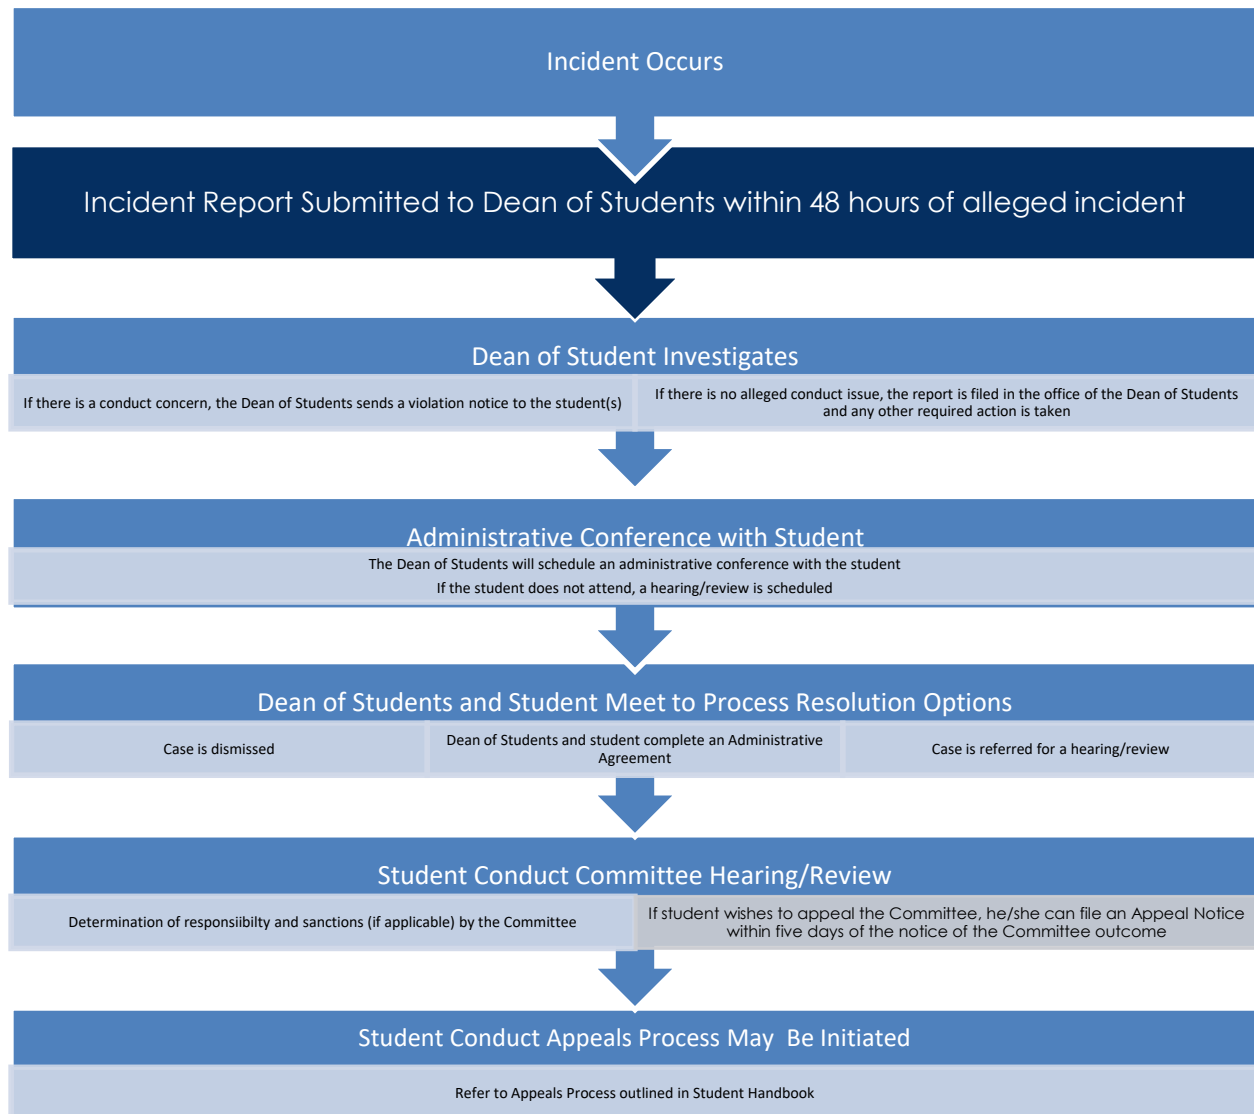 Incident Occurs
Incident Report Submitted to Dean of Students within 48 hours of alleged incident
Dean of Student Investigates
If there is a conduct concern, the Dean of Students sends a violation notice to the student(s)
If there is no alleged conduct issue, the report is filed in the office of the Dean of Students
and any other required action is taken
Administrative Conference with Student
The Dean of Students will schedule an administrative conference with the student
If the student does not attend, a hearing/review is scheduled
Dean of Students and Student Meet to Process Resolution Options
Case is dismissed
Dean of Students and student complete an Administrative
Agreement
Case is referred for a hearing/review
Student Conduct Committee Hearing/Review
Determination of responsiibilty and sanctions (if applicable) by the Committee
If student wishes to appeal the Committee, he/she can file an Appeal Notice
within five days of the notice of the Committee outcome
Student Conduct Appeals Process May  Be Initiated
Refer to Appeals Process outlined in Student Handbook